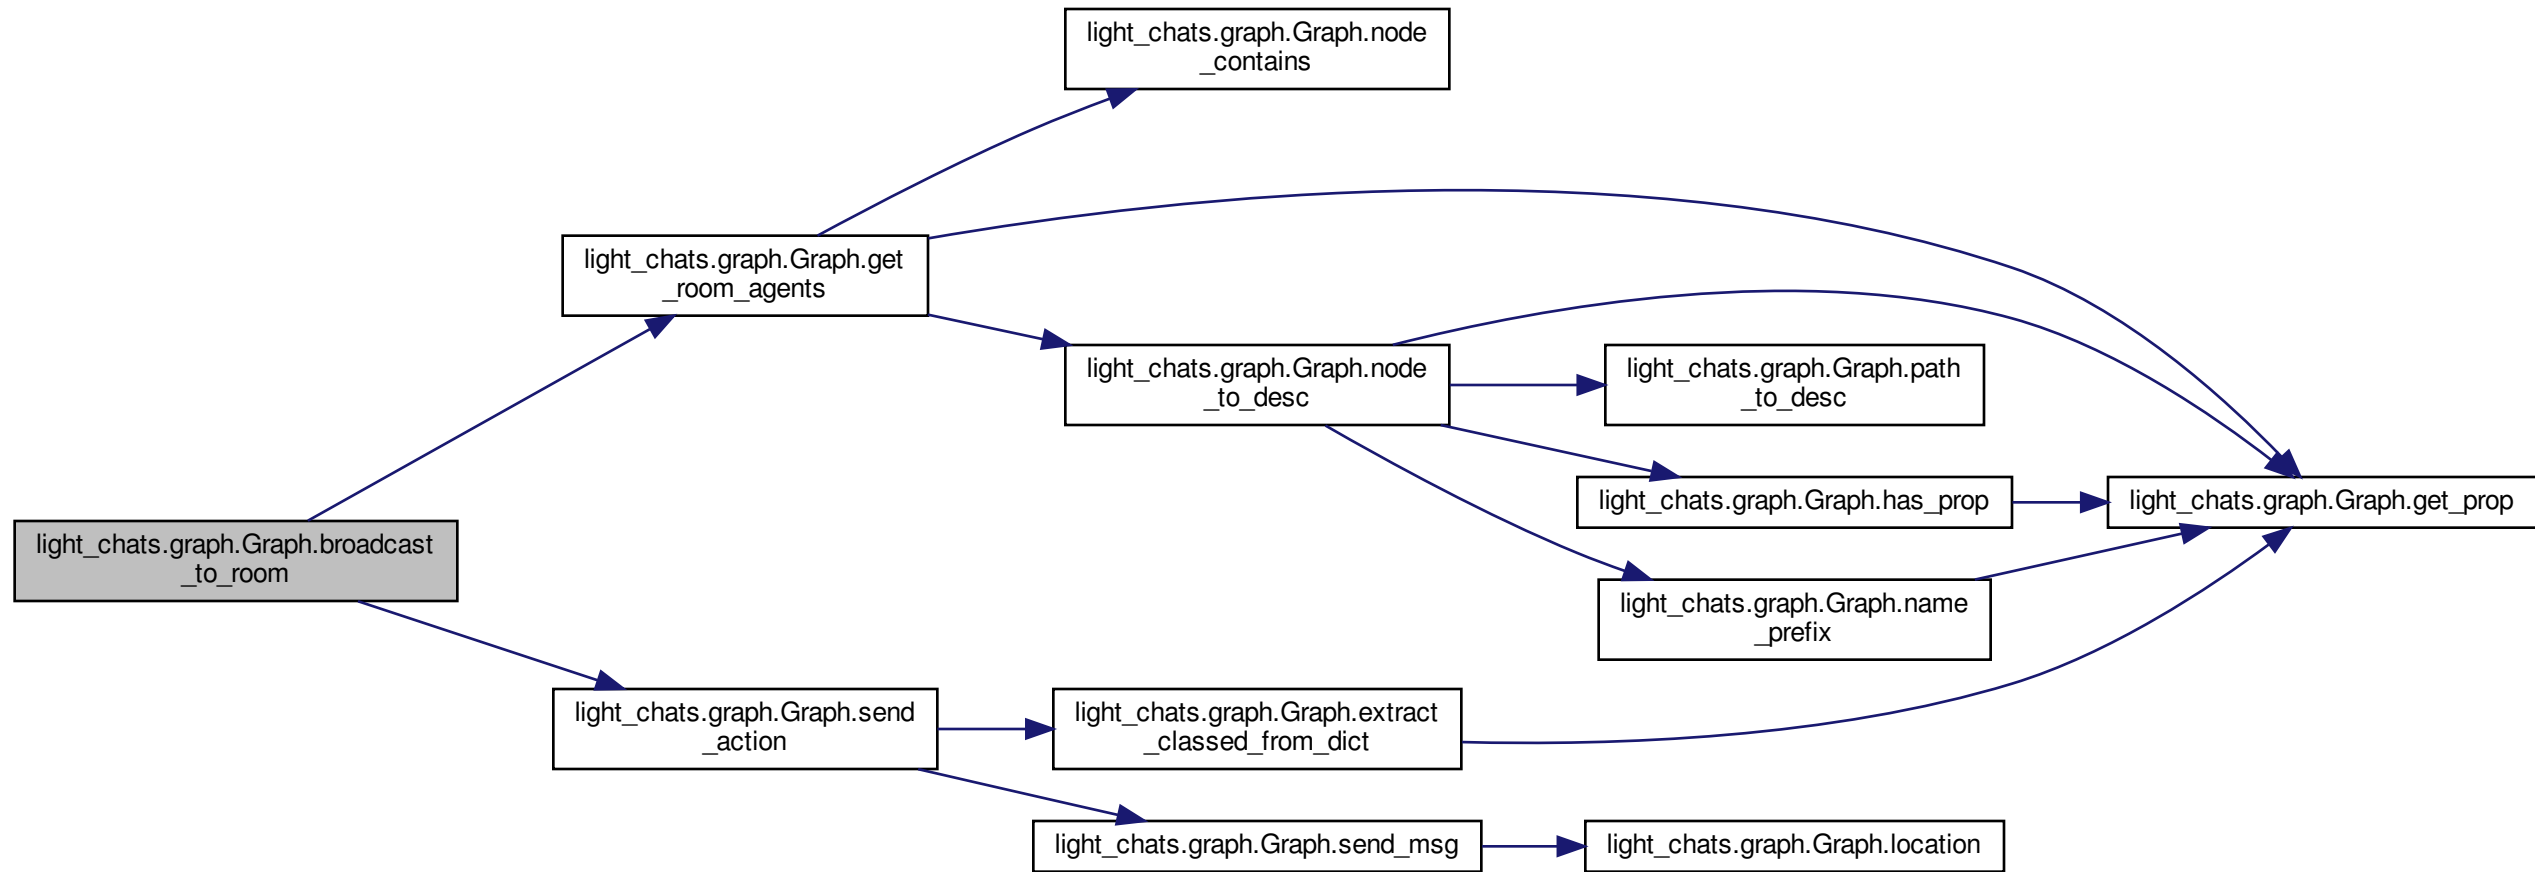 light_chats.graph.Graph.node
_contains
light_chats.graph.Graph.get
_room_agents
light_chats.graph.Graph.node
_to_desc
light_chats.graph.Graph.path
_to_desc
light_chats.graph.Graph.has_prop
light_chats.graph.Graph.get_prop
light_chats.graph.Graph.broadcast
_to_room
light_chats.graph.Graph.name
_prefix
light_chats.graph.Graph.send
_action
light_chats.graph.Graph.extract
_classed_from_dict
light_chats.graph.Graph.send_msg
light_chats.graph.Graph.location